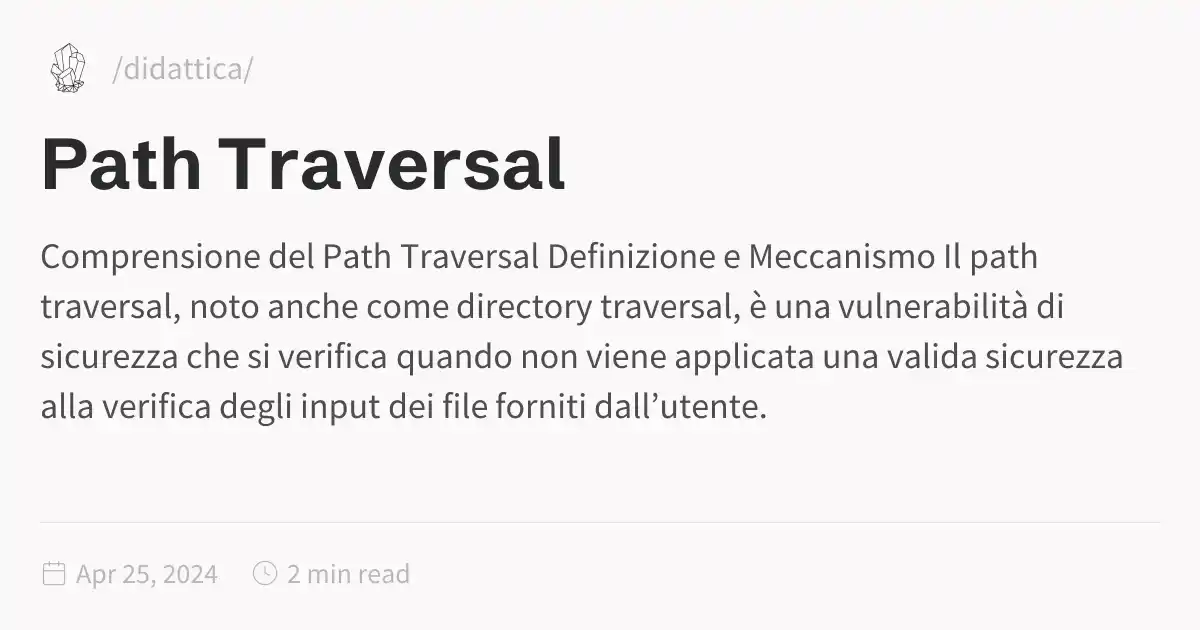 /didattica/
Path Traversal
Comprensione del Path Traversal Definizione e Meccanismo Il path
traversal, noto anche come directory traversal, è una vulnerabilità di
sicurezza che si verifica quando non viene applicata una valida sicurezza
alla verifica degli input dei file forniti dall’utente.
Apr 25, 2024 2 min read